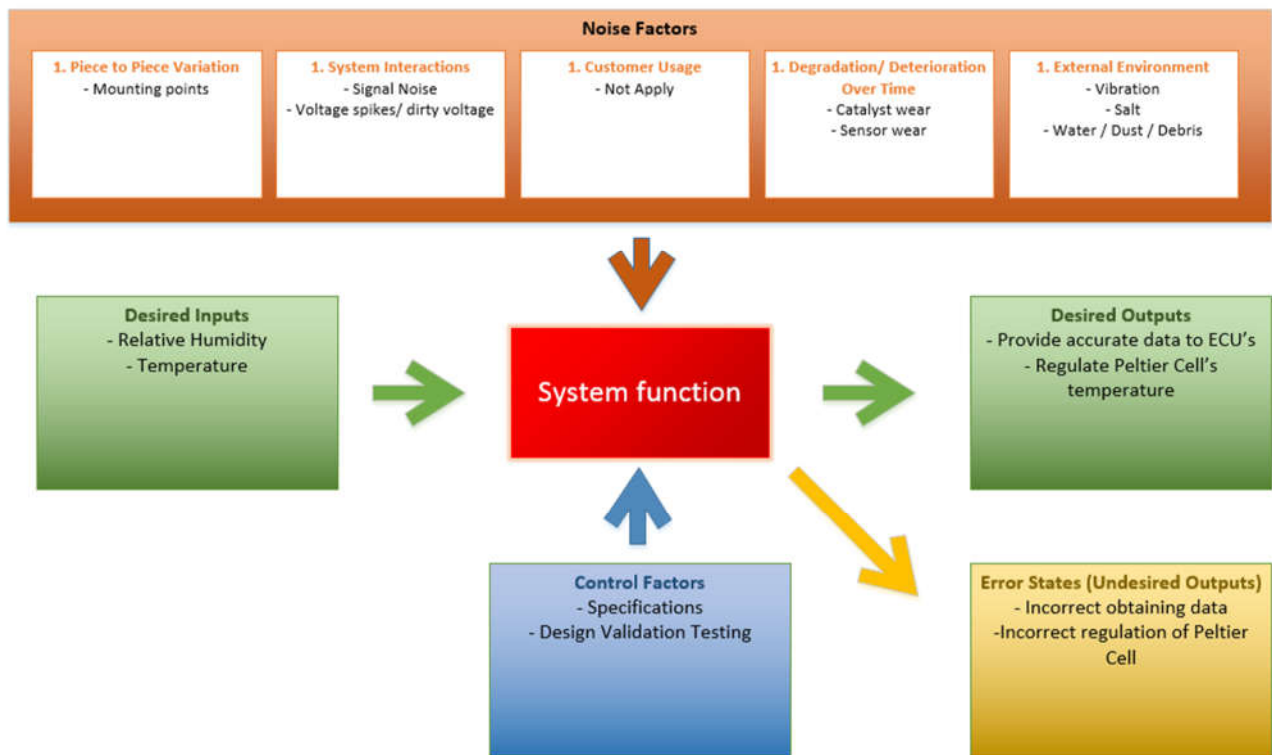 Noise Factors
1. Piece to Piece Variation
- Mounting points
1. System Interactions
- Signal Noise
- Voltage spikes/ dirty voltage
1. Customer Usage
- Not Apply
1. Degradation/ Deterioration
Over Time
- Catalyst wear
- Sensor wear
1. External Environment
- Vibration
- Salt
- Water / Dust / Debris
Desired Inputs
- Relative Humidity
- Temperature
System function
Desired Outputs
- Provide accurate data to ECU's
- Regulate Peltier Cell's
temperature
Control Factors
- Specifications
- Design Validation Testing
Error States (Undesired Outputs)
- Incorrect obtaining data
-Incorrect regulation of Peltier
Cell